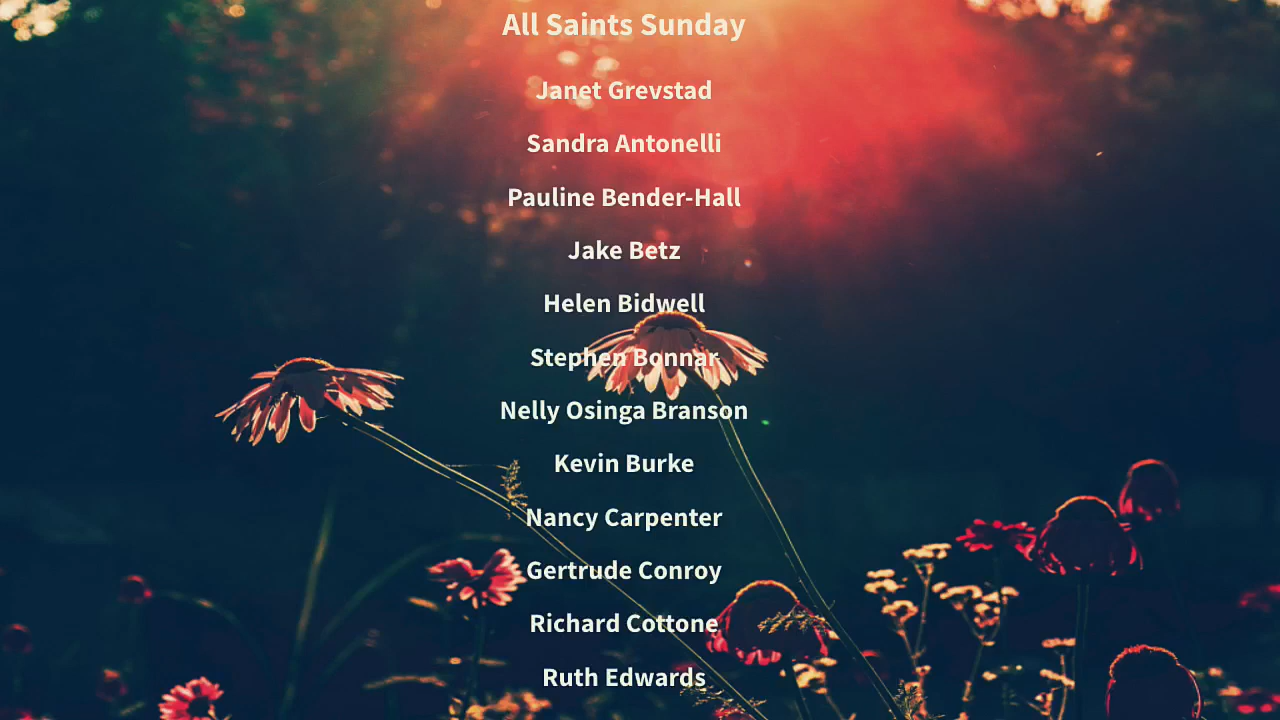 All Saints Sunday
Janet Grevstad
Sandra Antonelli
Pauline Bender-Hall
Jake Betz
Helen Bidwell
Stephen Bonnar
Nelly Osinga Branson
Kevin Burke
Nancy Carpenter
Gertrude Conroy
Richard Cottone
Ruth Edwards